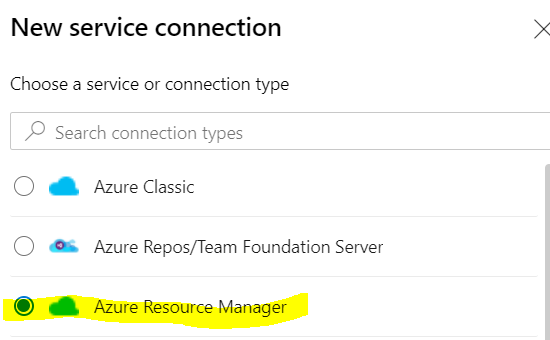 New service connection
Choose a service or connection type
Search connection types
Azure Classic
Azure Repos/Team Foundation Server
Azure Resource Manager